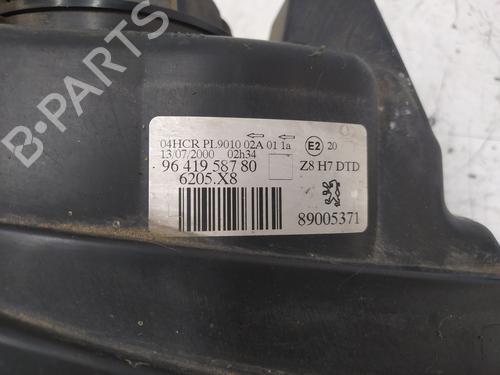 04HCR PL9010 02A 01 1a
E2 20
13/07/2000 02h34
96 419 587 80
Z8 H7 DTD
6205.X8
89005371
B-PARTS